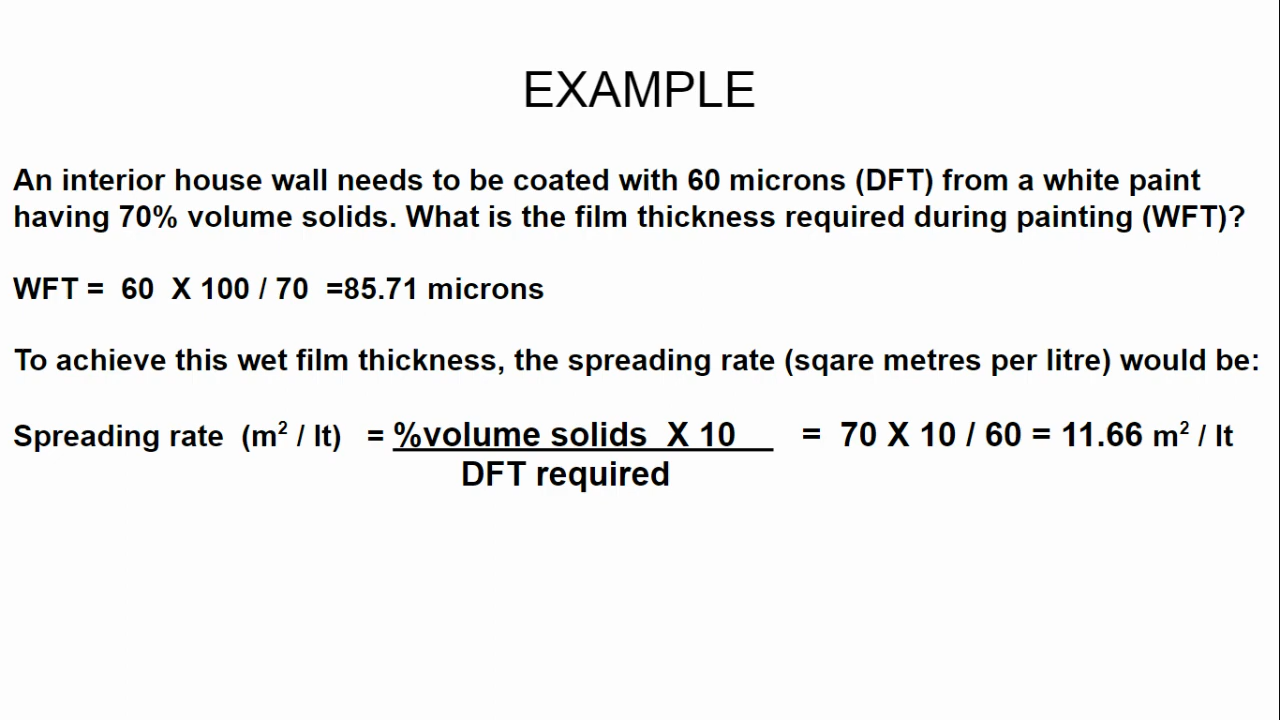 EXAMPLE
An interior house wall needs to be coated with 60 microns (DFT) from a white paint
having 70% volume solids. What is the film thickness required during painting (WFT)?
WFT = 60 X 100 / 70 =85.71 microns
To achieve this wet film thickness, the spreading rate (sqare metres per litre) would be:
Spreading rate (m² / lt) = %volume solids X 10 = 70 X 10 / 60 = 11.66 m² / lt
DFT required